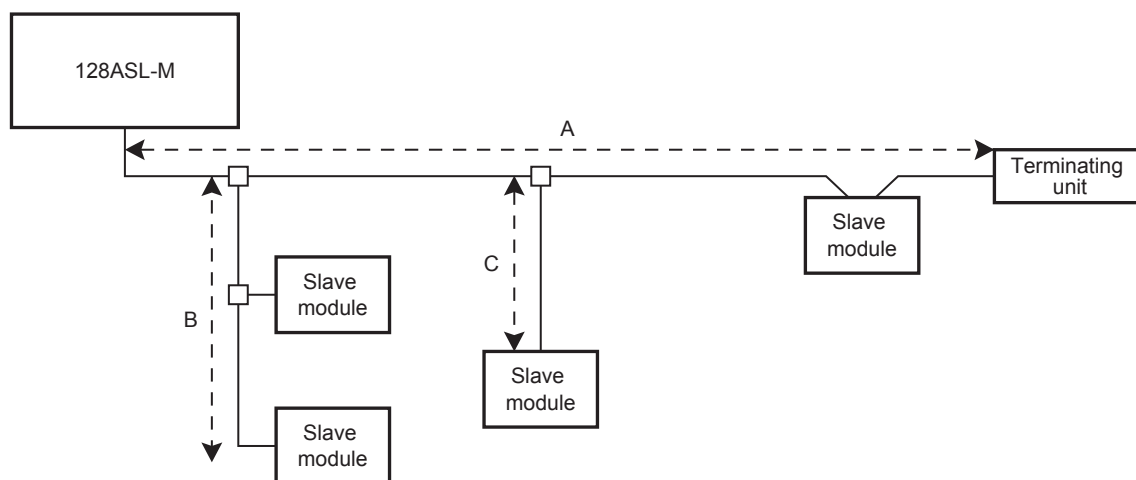 128ASL-M
A
Terminating
unit
Slave
module
C
B
Slave
module
Slave
module
Slave
module